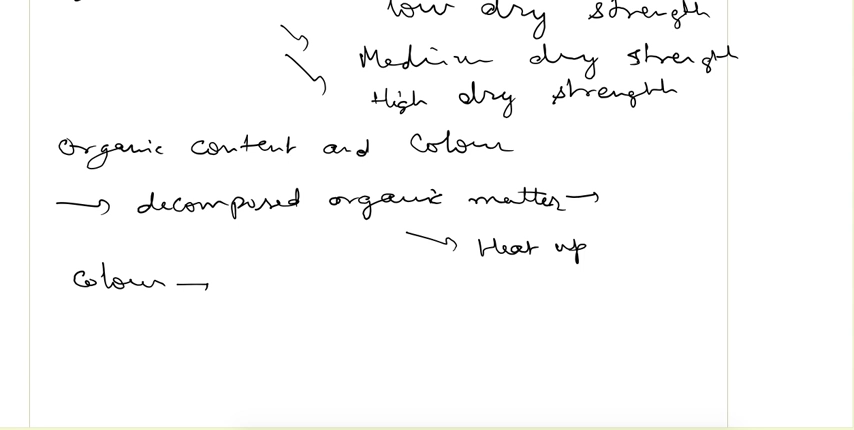 low dry strength
→ Medium dry strength
→ High dry strength
Organic content and Colour
→ decomposed organic matter →
→ Heat up
Colour →